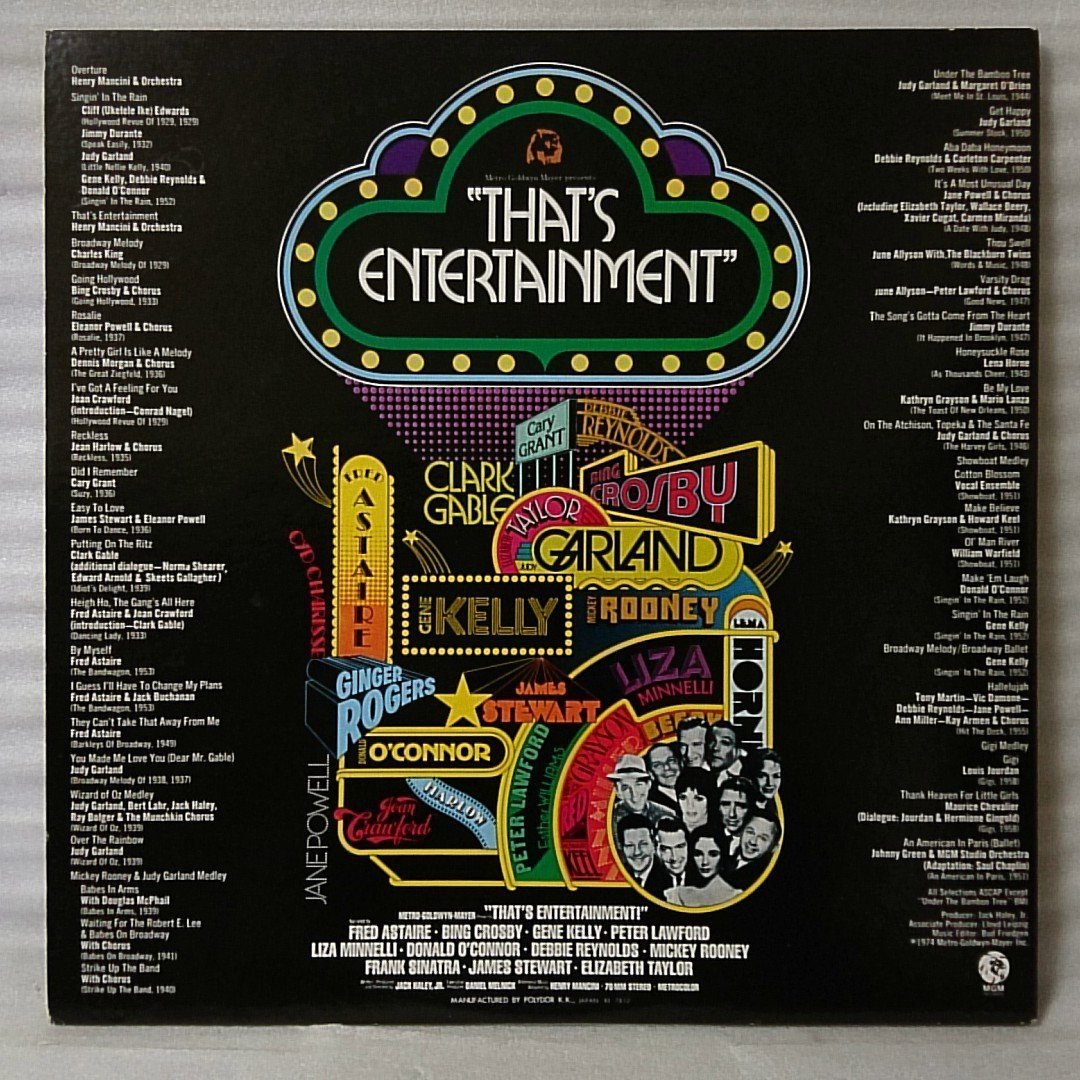 Overture
Henry Mancini & Orchestra
Singin' In The Rain
Cliff (Ukelele Ike) Edwards
(Hollywood Revue Of 1929, 1929)
Jimmy Durante
(Speak Easily, 1932)
Judy Garland
(Little Nellie Kelly, 1940)
Gene Kelly, Debbie Reynolds &
Donald O'Connor
(Singin' In The Rain, 1952)
That's Entertainment
Henry Mancini & Orchestra
Broadway Melody
Charles King
(Broadway Melody Of 1929)
Going Hollywood
Bing Crosby & Chorus
(Going Hollywood, 1933)
Rosalie
Eleanor Powell & Chorus
(Rosalie, 1937)
A Pretty Girl Is Like A Melody
Dennis Morgan & Chorus
(The Great Ziegfeld, 1936)
I've Got A Feeling For You
Joan Crawford
(introduction—Conrad Nagel)
(Hollywood Revue Of 1929)
Reckless
Jean Harlow & Chorus
(Reckless, 1935)
Did I Remember
Cary Grant
(Suzy, 1936)
Easy To Love
James Stewart & Eleanor Powell
(Born To Dance, 1936)
Putting On The Ritz
Clark Gable
(additional dialogue—Norma Shearer,
Edward Arnold & Skeets Gallagher)
(Idiot's Delight, 1939)
Heigh Ho, The Gang's All Here
Fred Astaire & Joan Crawford
(introduction—Clark Gable)
(Dancing Lady, 1933)
By Myself
Fred Astaire
(The Bandwagon, 1953)
I Guess I'll Have To Change My Plans
Fred Astaire & Jack Buchanan
(The Bandwagon, 1953)
They Can't Take That Away From Me
Fred Astaire
(Barkleys Of Broadway, 1949)
You Made Me Love You (Dear Mr. Gable)
Judy Garland
(Broadway Melody Of 1938, 1937)
Wizard of Oz Medley
Judy Garland, Bert Lahr, Jack Haley,
Ray Bolger & The Munchkin Chorus
(Wizard Of Oz, 1939)
Over The Rainbow
Judy Garland
(Wizard Of Oz, 1939)
Mickey Rooney & Judy Garland Medley
Babes In Arms
With Douglas McPhail
(Babes In Arms, 1939)
Waiting For The Robert E. Lee
& Babes On Broadway
With Chorus
(Babes On Broadway, 1941)
Strike Up The Band
With Chorus
(Strike Up The Band, 1940)
Metro-Goldwyn-Mayer presents
"THAT'S
ENTERTAINMENT"
Cary
GRANT
DEBBIE
REYNOLDS
CLARK
GABLE
BING
CROSBY
TAYLOR
JUDY
GARLAND
FRED
ASTAIRE
CYD CHARISSE
GENE
KELLY
MICKEY
ROONEY
LENA
HORNE
LIZA
MINNELLI
GINGER
ROGERS
JAMES
STEWART
DONALD
O'CONNOR
BEERY
GRAYSON
PETER LAWFORD
Esther WILLIAMS
HARLOW
Joan
Crawford
JANE POWELL
METRO-GOLDWYN-MAYER
"THAT'S ENTERTAINMENT!"
FRED ASTAIRE · BING CROSBY · GENE KELLY · PETER LAWFORD
LIZA MINNELLI · DONALD O'CONNOR · DEBBIE REYNOLDS · MICKEY ROONEY
FRANK SINATRA · JAMES STEWART · ELIZABETH TAYLOR
JACK HALEY, JR. DANIEL MELNICK HENRY MANCINI · 70 MM STEREO · METROCOLOR
MANUFACTURED BY POLYDOR K.K., JAPAN
Under The Bamboo Tree
Judy Garland & Margaret O'Brien
(Meet Me In St. Louis, 1944)
Get Happy
Judy Garland
(Summer Stock, 1950)
Aba Daba Honeymoon
Debbie Reynolds & Carleton Carpenter
(Two Weeks With Love, 1950)
It's A Most Unusual Day
Jane Powell & Chorus
(Including Elizabeth Taylor, Wallace Beery,
Xavier Cugat, Carmen Miranda)
(A Date With Judy, 1948)
Thou Swell
June Allyson With The Blackburn Twins
(Words & Music, 1948)
Varsity Drag
June Allyson—Peter Lawford & Chorus
(Good News, 1947)
The Song's Gotta Come From The Heart
Jimmy Durante
(It Happened In Brooklyn, 1947)
Honeysuckle Rose
Lena Horne
(As Thousands Cheer, 1943)
Be My Love
Kathryn Grayson & Mario Lanza
(The Toast Of New Orleans, 1950)
On The Atchison, Topeka & The Santa Fe
Judy Garland & Chorus
(The Harvey Girls, 1946)
Showboat Medley
Cotton Blossom
Vocal Ensemble
(Showboat, 1951)
Make Believe
Kathryn Grayson & Howard Keel
(Showboat, 1951)
Ol' Man River
William Warfield
(Showboat, 1951)
Make 'Em Laugh
Donald O'Connor
(Singin' In The Rain, 1952)
Singin' In The Rain
Gene Kelly
(Singin' In The Rain, 1952)
Broadway Melody/Broadway Ballet
Gene Kelly
(Singin' In The Rain, 1952)
Hallelujah
Tony Martin—Vic Damone—
Debbie Reynolds—Jane Powell—
Ann Miller—Kay Armen & Chorus
(Hit The Deck, 1955)
Gigi Medley
Gigi
Louis Jourdan
(Gigi, 1958)
Thank Heaven For Little Girls
Maurice Chevalier
(Dialogue: Jourdan & Hermione Gingold)
(Gigi, 1958)
An American In Paris (Ballet)
Johnny Green & MGM Studio Orchestra
(Adaptation: Saul Chaplin)
(An American In Paris, 1951)
All Selections ASCAP Except
"Under The Bamboo Tree" BMI
Producer: Jack Haley, Jr.
Associate Producer: Lloyd Leipzig
Music Editor: Bud Friedgen
℗1974 Metro-Goldwyn-Mayer Inc.
MGM